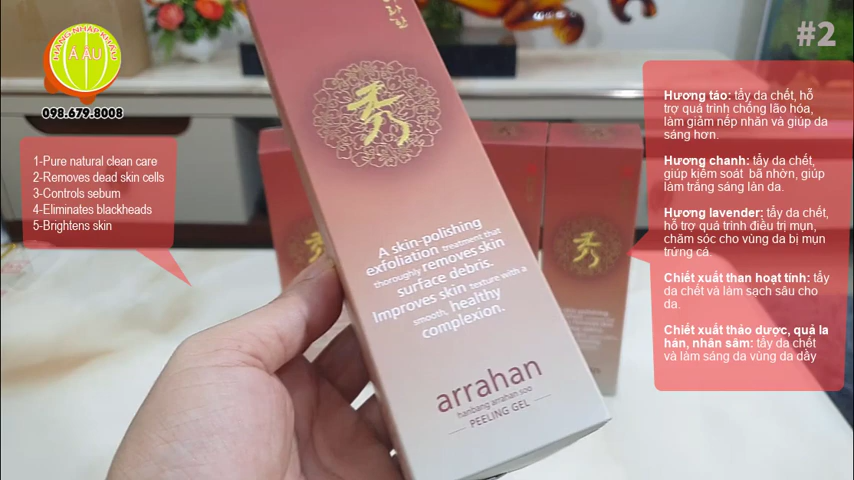 #2
HÀNG NHẬP KHẨU
Á ÂU
098.679.8008
1-Pure natural clean care
2-Removes dead skin cells
3-Controls sebum
4-Eliminates blackheads
5-Brightens skin
秀
A skin-polishing
exfoliation treatment that
thoroughly removes skin
surface debris.
Improves skin texture with a
smooth, healthy
complexion.
arrahan
hanbang arrahan soo
PEELING GEL
秀
Hương táo: tẩy da chết, hỗ
trợ quá trình chống lão hóa,
làm giảm nếp nhăn và giúp da
sáng hơn.
Hương chanh: tẩy da chết,
giúp kiểm soát bã nhờn, giúp
làm trắng sáng làn da.
Hương lavender: tẩy da chết,
hỗ trợ quá trình điều trị mụn,
chăm sóc cho vùng da bị mụn
trứng cá.
Chiết xuất than hoạt tính: tẩy
da chết và làm sạch sâu cho
da.
Chiết xuất thảo dược, quả la
hán, nhân sâm: tẩy da chết
và làm sáng da vùng da dầy